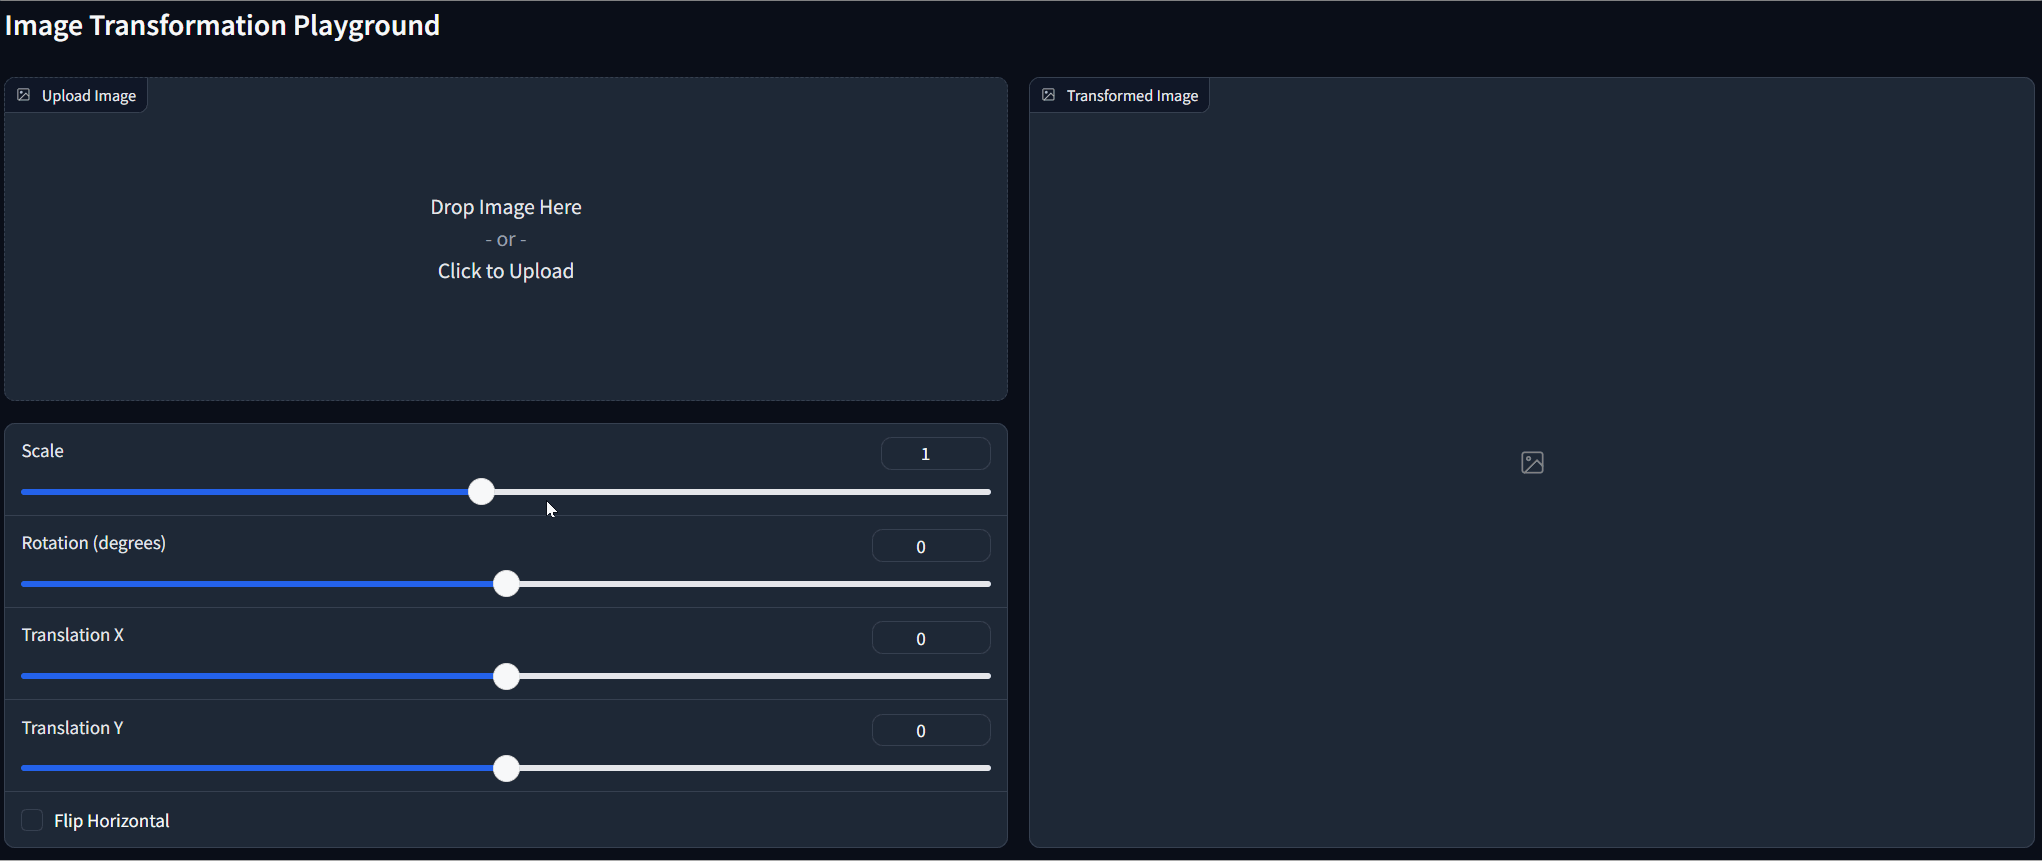 Image Transformation Playground
Upload Image
Drop Image Here
- or -
Click to Upload
Scale
1
Rotation (degrees)
0
Translation X
0
Translation Y
0
Flip Horizontal
Transformed Image